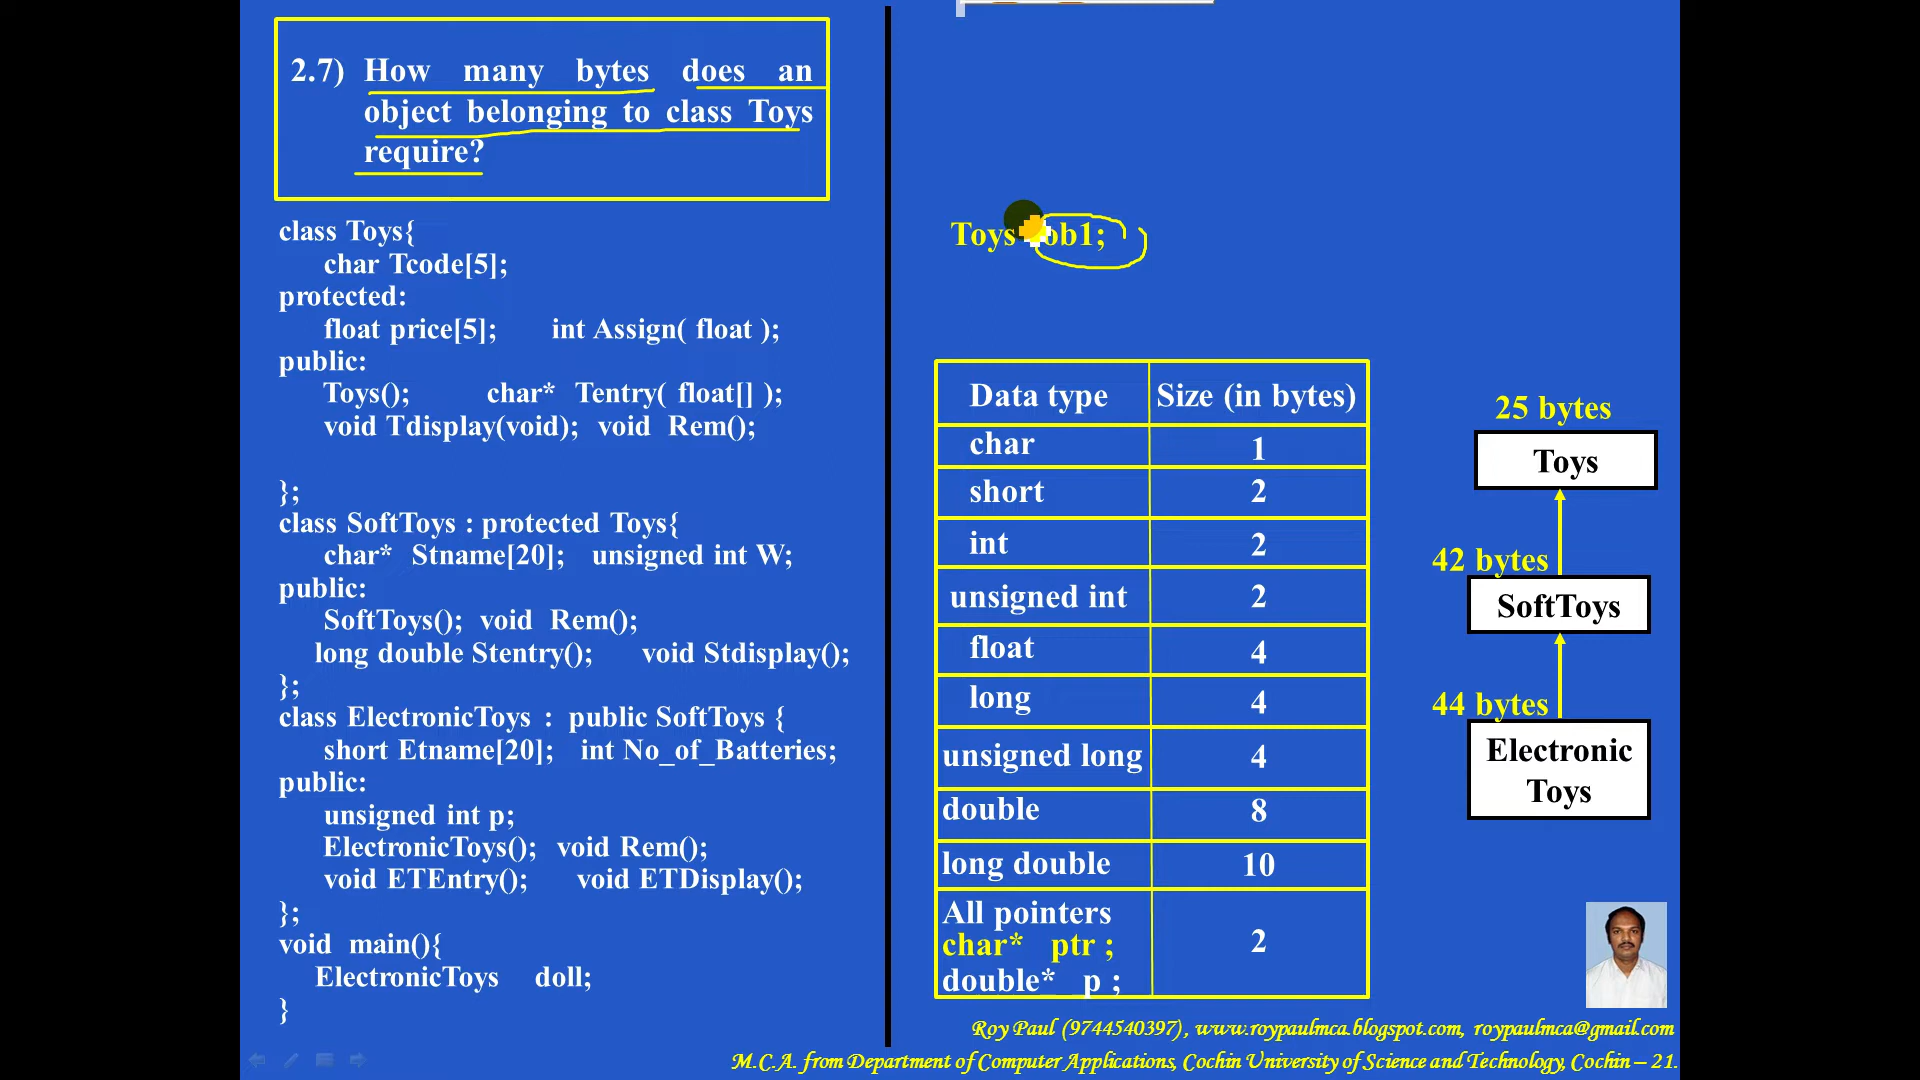 2.7) How many bytes does an
object belonging to class Toys
require?
class Toys{
char Tcode[5];
protected:
float price[5]; int Assign( float );
public:
Toys(); char* Tentry( float[] );
void Tdisplay(void); void Rem();
};
class SoftToys : protected Toys{
char* Stname[20]; unsigned int W;
public:
SoftToys(); void Rem();
long double Stentry(); void Stdisplay();
};
class ElectronicToys : public SoftToys {
short Etname[20]; int No_of_Batteries;
public:
unsigned int p;
ElectronicToys(); void Rem();
void ETEntry(); void ETDisplay();
};
void main(){
ElectronicToys doll;
}
Toys ob1;
Data type Size (in bytes)
char 1
short 2
int 2
unsigned int 2
float 4
long 4
unsigned long 4
double 8
long double 10
All pointers
char* ptr ; 2
double* p ;
25 bytes
Toys
42 bytes
SoftToys
44 bytes
Electronic
Toys
Roy Paul (9744540397), www.roypaulmca.blogspot.com, roypaulmca@gmail.com
M.C.A. from Department of Computer Applications, Cochin University of Science and Technology, Cochin – 21.